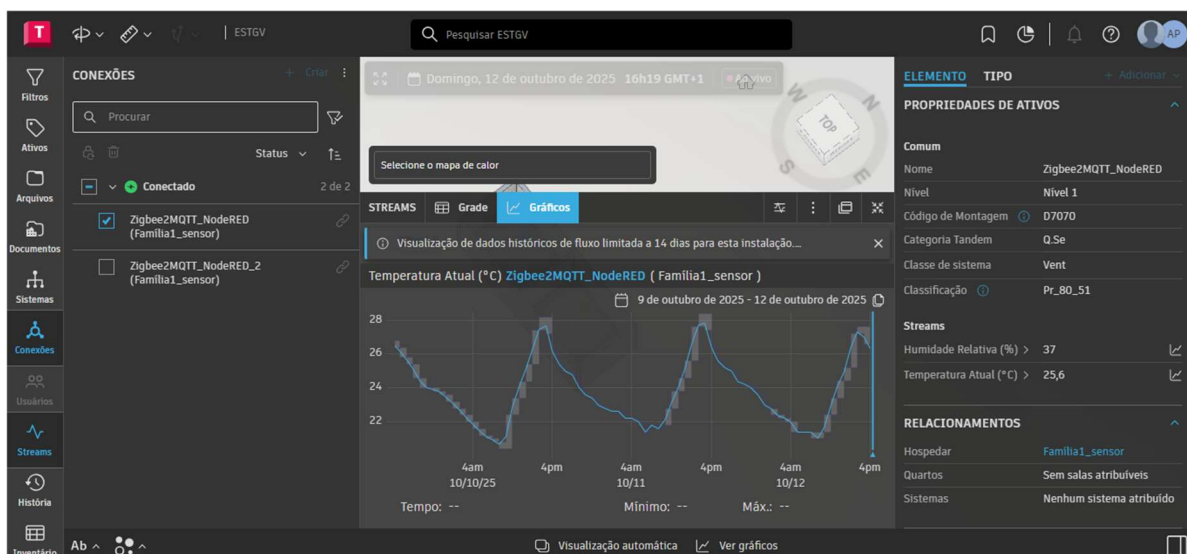 T
ESTGV
Pesquisar ESTGV
AP
Filtros
Ativos
Arquivos
Documentos
Sistemas
Conexões
Usuários
Streams
História
Inventário
CONEXÕES
+ Criar
Procurar
Status
Conectado
2 de 2
Zigbee2MQTT_NodeRED
(Família1_sensor)
Zigbee2MQTT_NodeRED_2
(Família1_sensor)
Domingo, 12 de outubro de 2025 16h19 GMT+1
TOP
W
N
S
E
Selecione o mapa de calor
STREAMS Grade Gráficos
Visualização de dados históricos de fluxo limitada a 14 dias para esta instalação....
Temperatura Atual (°C) Zigbee2MQTT_NodeRED ( Família1_sensor )
9 de outubro de 2025 - 12 de outubro de 2025
28
26
24
22
4am 4pm 4am 4pm 4am 4pm
10/10/25 10/11 10/12
Tempo: -- Mínimo: -- Máx.: --
ELEMENTO TIPO + Adicionar
PROPRIEDADES DE ATIVOS
Comum
Nome Zigbee2MQTT_NodeRED
Nível Nível 1
Código de Montagem D7070
Categoria Tandem Q.Se
Classe de sistema Vent
Classificação Pr_80_51
Streams
Humidade Relativa (%) > 37
Temperatura Atual (°C) > 25,6
RELACIONAMENTOS
Hospedar Família1_sensor
Quartos Sem salas atribuíveis
Sistemas Nenhum sistema atribuído
Ab
Visualização automática Ver gráficos